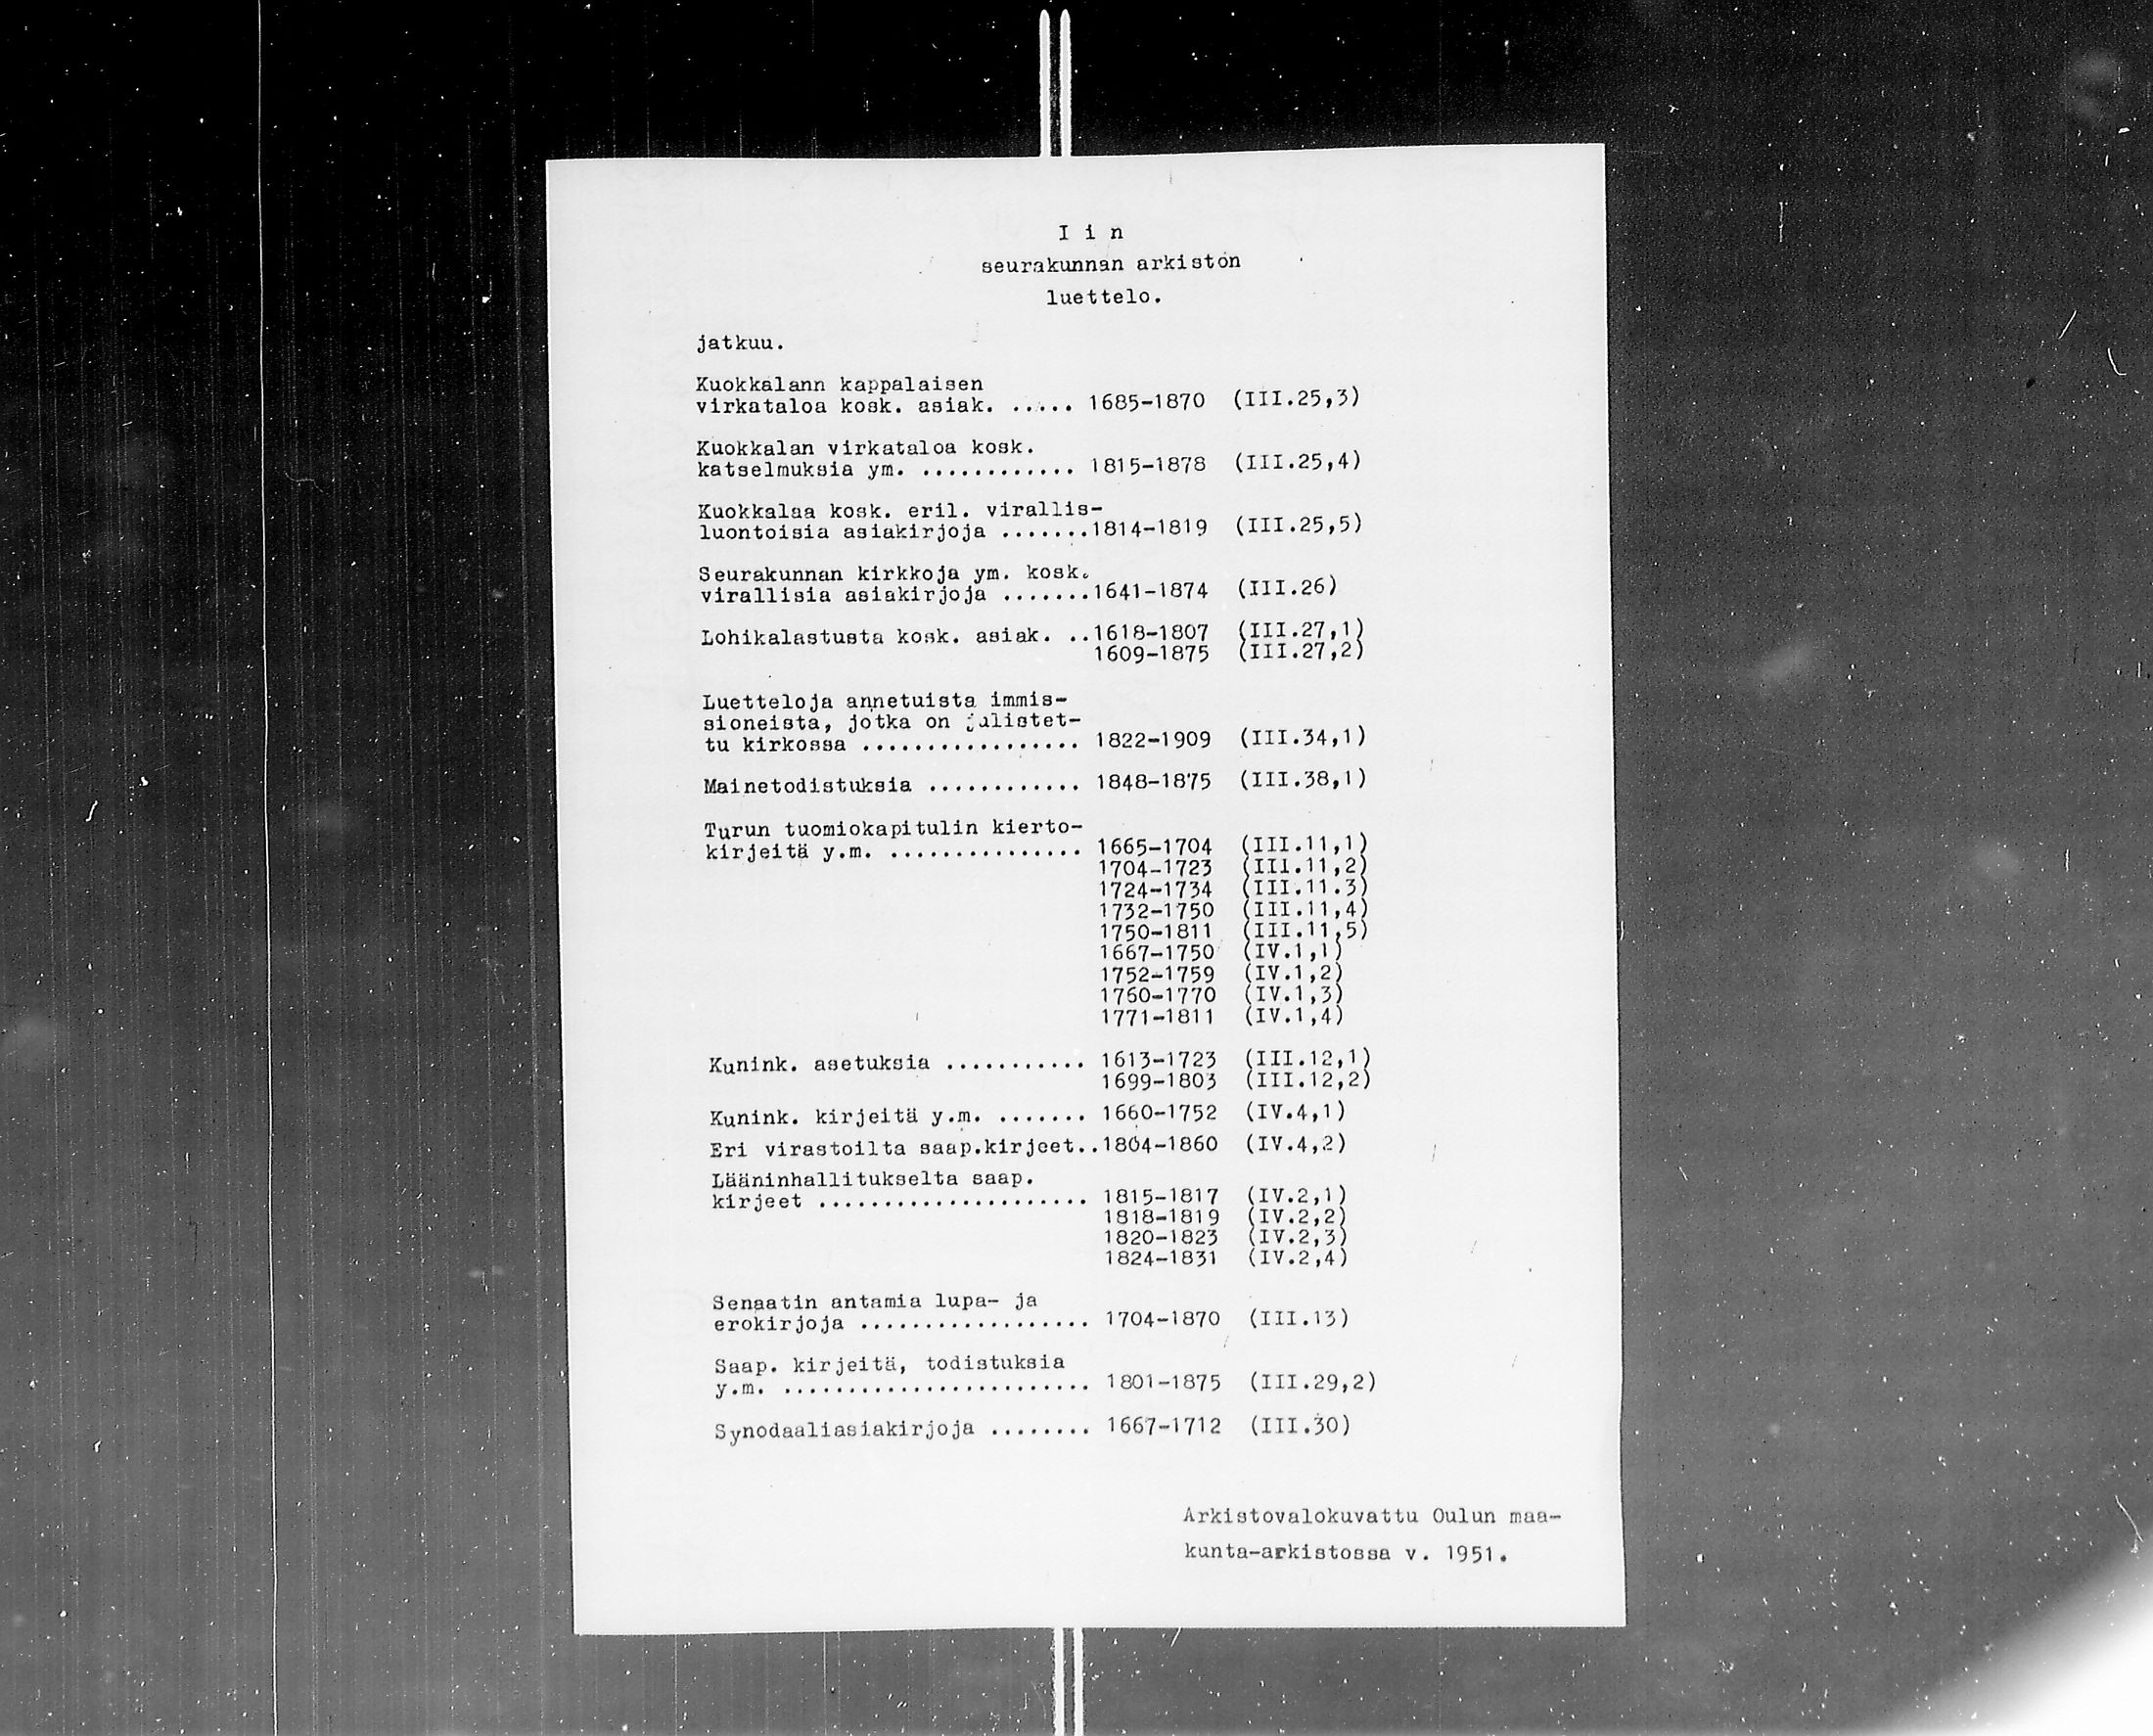 I i n
seurakunnan arkiston
luettelo.
jatkuu.
Kuokkalann kappalaisen
virkataloa kosk. asiak. ..... 1685-1870 (III.25,3)
Kuokkalan virkataloa kosk.
katselmuksia ym. ............ 1815-1878 (III.25,4)
Kuokkalaa kosk. eril. virallis-
luontoisia asiakirjoja .......1814-1819 (III.25,5)
Seurakunnan kirkkoja ym. kosk.
virallisia asiakirjoja .......1641-1874 (III.26)
Lohikalastusta kosk. asiak. ..1618-1807 (III.27,1)
1609-1875 (III.27,2)
Luetteloja annetuista immis-
sioneista, jotka on julistet-
tu kirkossa ................. 1822-1909 (III.34,1)
Mainetodistuksia ............ 1848-1875 (III.38,1)
Turun tuomiokapitulin kierto-
kirjeitä y.m. ............... 1665-1704 (III.11,1)
1704-1723 (III.11,2)
1724-1734 (III.11.3)
1732-1750 (III.11,4)
1750-1811 (III.11,5)
1667-1750 (IV.1,1)
1752-1759 (IV.1,2)
1760-1770 (IV.1,3)
1771-1811 (IV.1,4)
Kunink. asetuksia ........... 1613-1723 (III.12,1)
1699-1803 (III.12,2)
Kunink. kirjeitä y.m. ....... 1660-1752 (IV.4,1)
Eri virastoilta saap.kirjeet..1804-1860 (IV.4,2)
Lääninhallitukselta saap.
kirjeet ..................... 1815-1817 (IV.2,1)
1818-1819 (IV.2,2)
1820-1823 (IV.2,3)
1824-1831 (IV.2,4)
Senaatin antamia lupa- ja
erokirjoja .................. 1704-1870 (III.13)
Saap. kirjeitä, todistuksia
y.m. ........................ 1801-1875 (III.29,2)
Synodaaliasiakirjoja ........ 1667-1712 (III.30)
Arkistovalokuvattu Oulun maa-
kunta-arkistossa v. 1951.